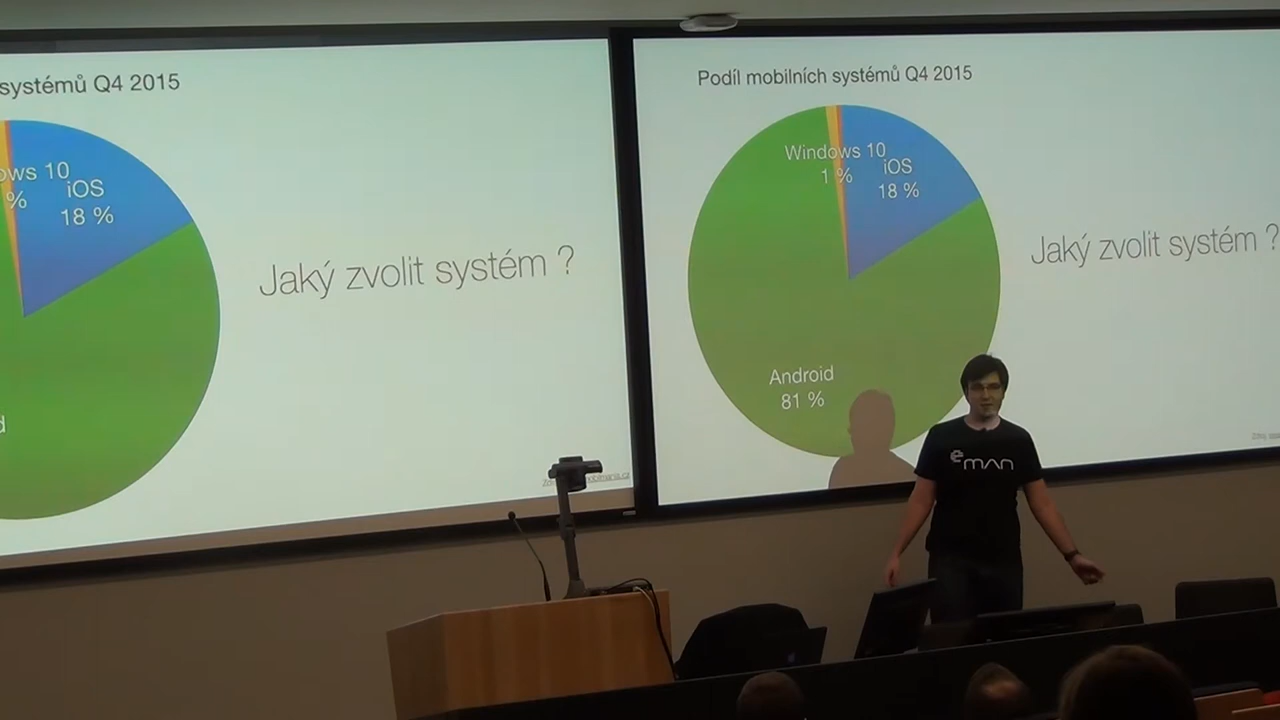 systémů Q4 2015
ows 10
%
iOS
18 %
Jaký zvolit systém ?
d
Podíl mobilních systémů Q4 2015
Windows 10
1 %
iOS
18 %
Jaký zvolit systém ?
Android
81 %
eman